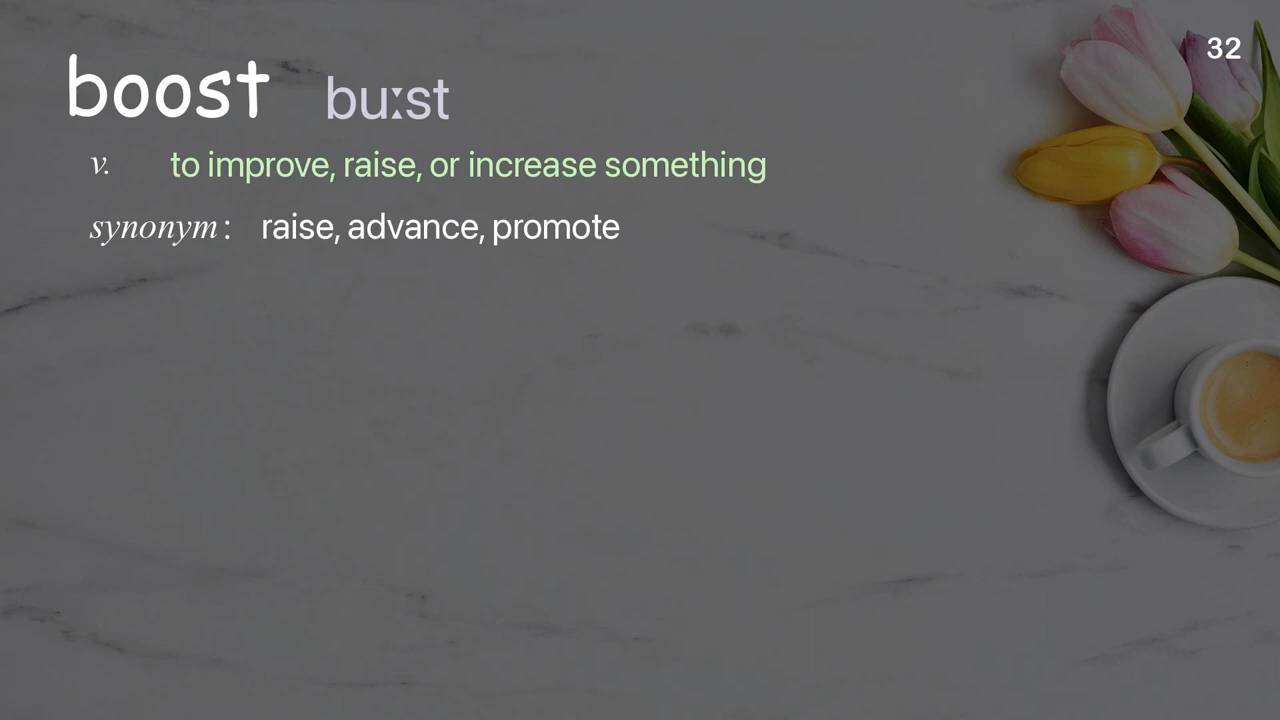 32
boost buːst
v. to improve, raise, or increase something
synonym: raise, advance, promote